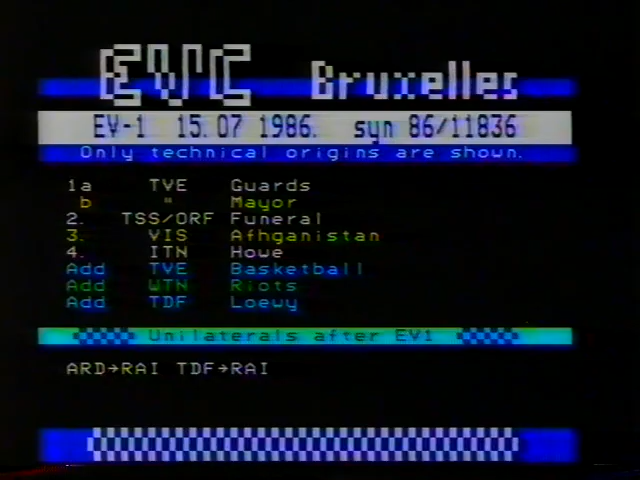 EVC Bruxelles
EV-1 15.07 1986. syn 86/11836
Only technical origins are shown.
1a TVE Guards
b " Mayor
2. TSS/ORF Funeral
3. VIS Afhganistan
4. ITN Howe
Add TVE Basketball
Add WTN Riots
Add TDF Loewy
Unilaterals after EV1
ARD→RAI TDF→RAI